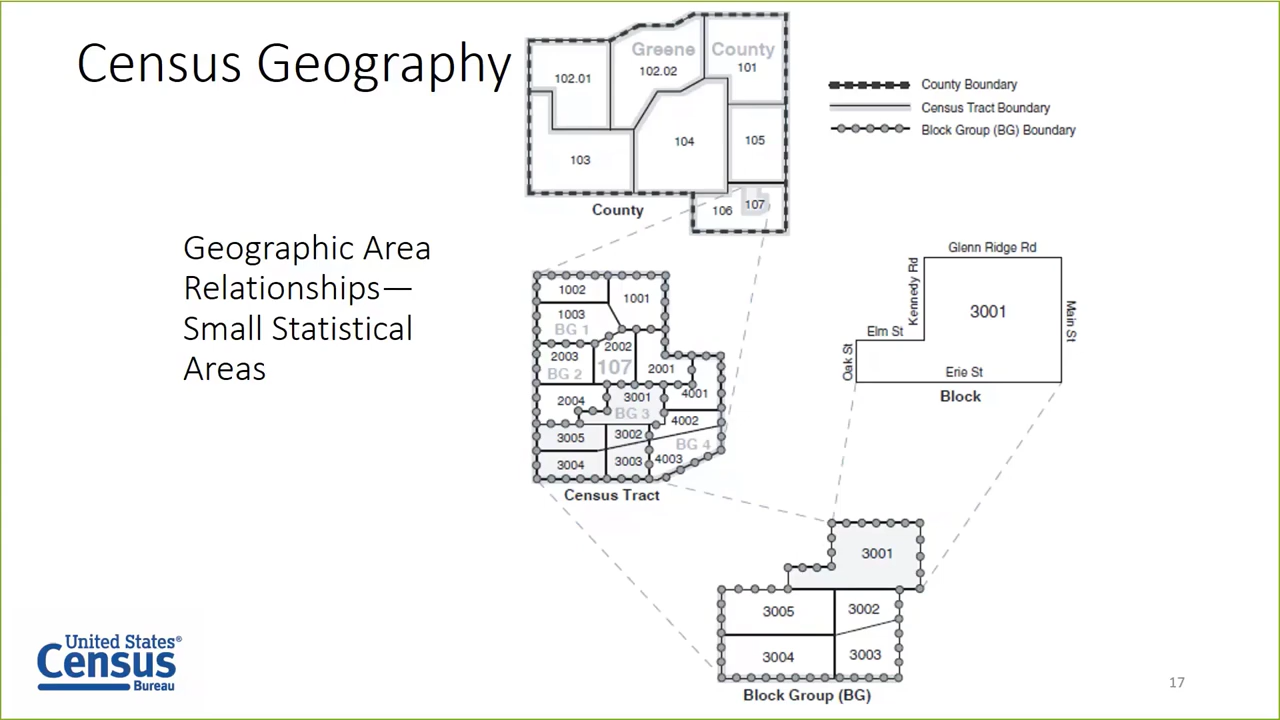 Census Geography
Geographic Area
Relationships—
Small Statistical
Areas
Greene County
102.01
102.02
101
103
104
105
106
107
County
County Boundary
Census Tract Boundary
Block Group (BG) Boundary
1002
1001
1003
BG 1
2003
2002
BG 2
107
2001
2004
3001
4001
BG 3
4002
3005
3002
BG 4
3004
3003
4003
Census Tract
Glenn Ridge Rd
Kennedy Rd
3001
Main St
Elm St
Oak St
Erie St
Block
3001
3005
3002
3004
3003
Block Group (BG)
United States®
Census
Bureau
17